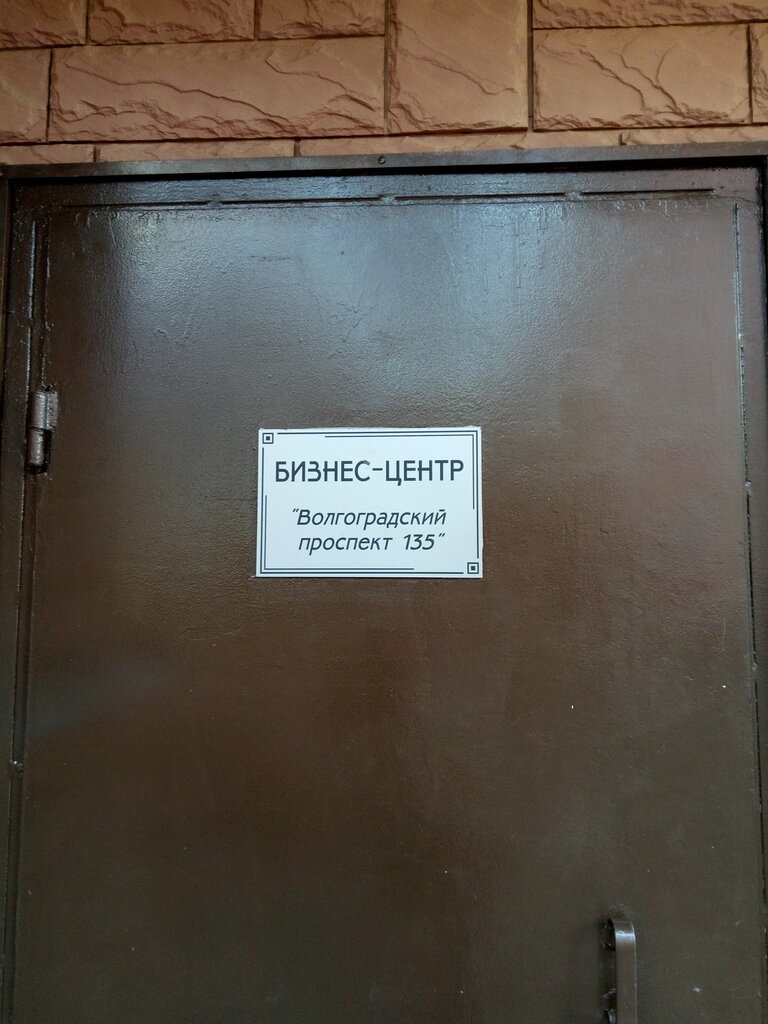 БИЗНЕС-ЦЕНТР
"Волгоградский
проспект 135"